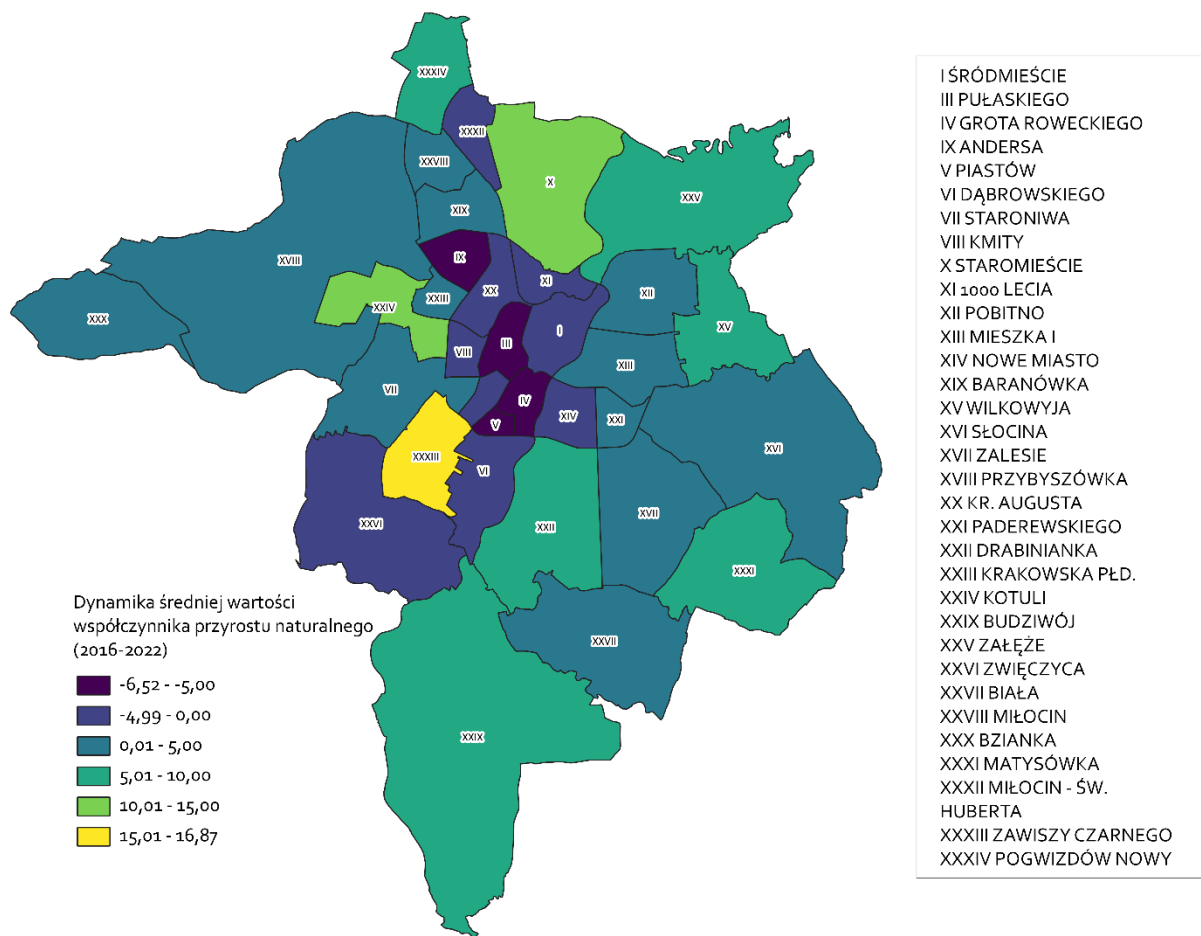 XXXIV
XXXII
XXVIII
X
XXV
XIX
IX
XVIII
XX
XI
XII
XXIII
XXIV
XXX
XV
I
III
VIII
XIII
VII
IV
XIV
XXI
V
XVI
XXXIII
VI
XXVI
XXII
XVII
XXXI
XXVII
XXIX
Dynamika średniej wartości
współczynnika przyrostu naturalnego
(2016-2022)
-6,52 - -5,00
-4,99 - 0,00
0,01 - 5,00
5,01 - 10,00
10,01 - 15,00
15,01 - 16,87
I ŚRÓDMIEŚCIE
III PUŁASKIEGO
IV GROTA ROWECKIEGO
IX ANDERSA
V PIASTÓW
VI DĄBROWSKIEGO
VII STARONIWA
VIII KMITY
X STAROMIEŚCIE
XI 1000 LECIA
XII POBITNO
XIII MIESZKA I
XIV NOWE MIASTO
XIX BARANÓWKA
XV WILKOWYJA
XVI SŁOCINA
XVII ZALESIE
XVIII PRZYBYSZÓWKA
XX KR. AUGUSTA
XXI PADEREWSKIEGO
XXII DRABINIANKA
XXIII KRAKOWSKA PŁD.
XXIV KOTULI
XXIX BUDZIWÓJ
XXV ZAŁĘŻE
XXVI ZWIĘCZYCA
XXVII BIAŁA
XXVIII MIŁOCIN
XXX BZIANKA
XXXI MATYSÓWKA
XXXII MIŁOCIN - ŚW.
HUBERTA
XXXIII ZAWISZY CZARNEGO
XXXIV POGWIZDÓW NOWY